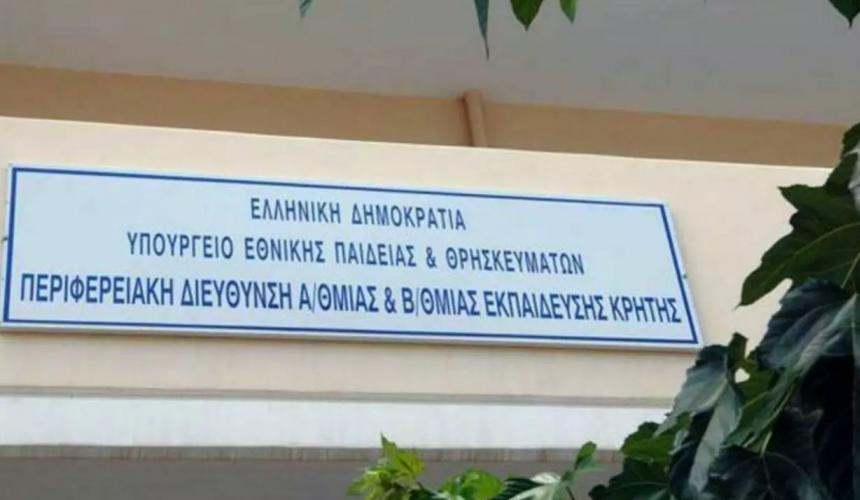 ΕΛΛΗΝΙΚΗ ΔΗΜΟΚΡΑΤΙΑ
ΥΠΟΥΡΓΕΙΟ ΕΘΝΙΚΗΣ ΠΑΙΔΕΙΑΣ & ΘΡΗΣΚΕΥΜΑΤΩΝ
ΠΕΡΙΦΕΡΕΙΑΚΗ ΔΙΕΥΘΥΝΣΗ Α/ΘΜΙΑΣ & Β/ΘΜΙΑΣ ΕΚΠΑΙΔΕΥΣΗΣ ΚΡΗΤΗΣ